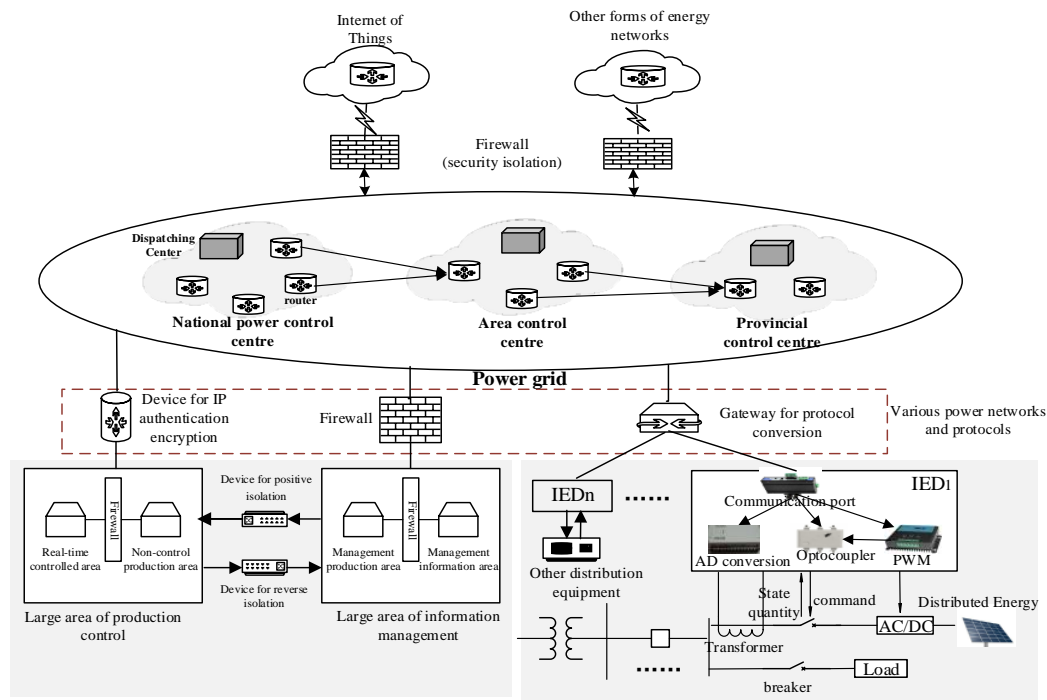 Internet of
Things
Other forms of energy
networks
Firewall
(security isolation)
Dispatching
Center
router
National power control
centre
Area control
centre
Provincial
control centre
Power grid
Device for IP
authentication
encryption
Firewall
Gateway for protocol
conversion
Various power networks
and protocols
Firewall
Real-time
controlled area
Non-control
production area
Device for positive
isolation
Device for reverse
isolation
Firewall
Management
production area
Management
information area
Large area of production
control
Large area of information
management
IEDn
......
IED1
Communication port
AD conversion
Optocoupler
PWM
Other distribution
equipment
State
quantity
command
Distributed Energy
AC/DC
Transformer
......
breaker
Load